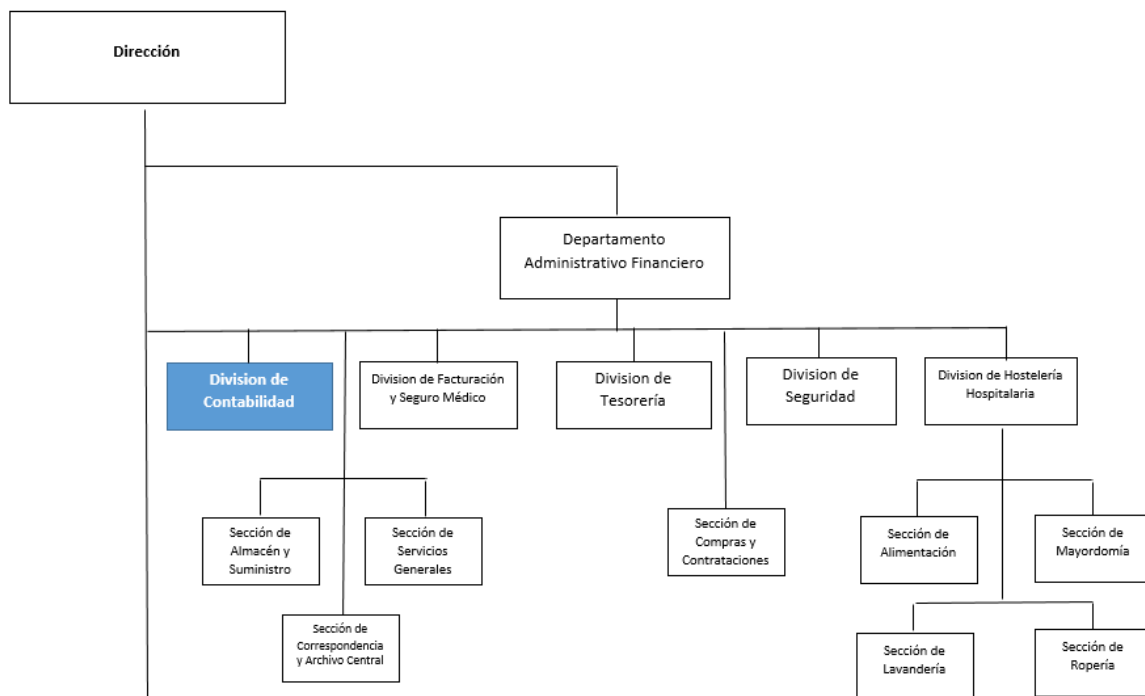 Dirección
Departamento
Administrativo Financiero
Division de
Contabilidad
Division de Facturación
y Seguro Médico
Division de
Tesorería
Division de
Seguridad
Division de Hostelería
Hospitalaria
Sección de
Almacén y
Suministro
Sección de
Servicios
Generales
Sección de
Compras y
Contrataciones
Sección de
Alimentación
Sección de
Mayordomía
Sección de
Correspondencia
y Archivo Central
Sección de
Lavandería
Sección de
Ropería